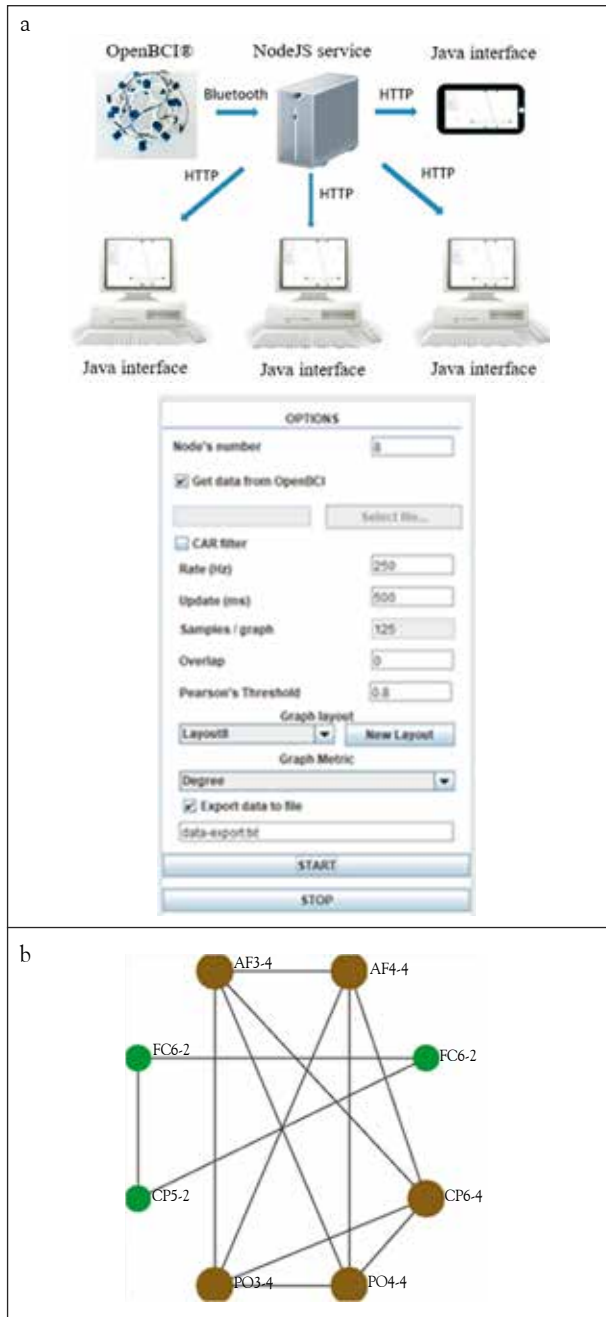 a
OpenBCI®
NodeJS service
Java interface
Bluetooth
HTTP
HTTP
HTTP
HTTP
Java interface
Java interface
Java interface
OPTIONS
Node's number
8
Get data from OpenBCI
Select file...
CAR filter
Rate (Hz)
250
Update (ms)
500
Samples / graph
125
Overlap
0
Pearson's Threshold
0.8
Graph layout
Layout8
New Layout
Graph Metric
Degree
Export data to file
data-export.txt
START
STOP
b
AF3-4
AF4-4
FC6-2
FC6-2
CP5-2
CP6-4
PO3-4
PO4-4